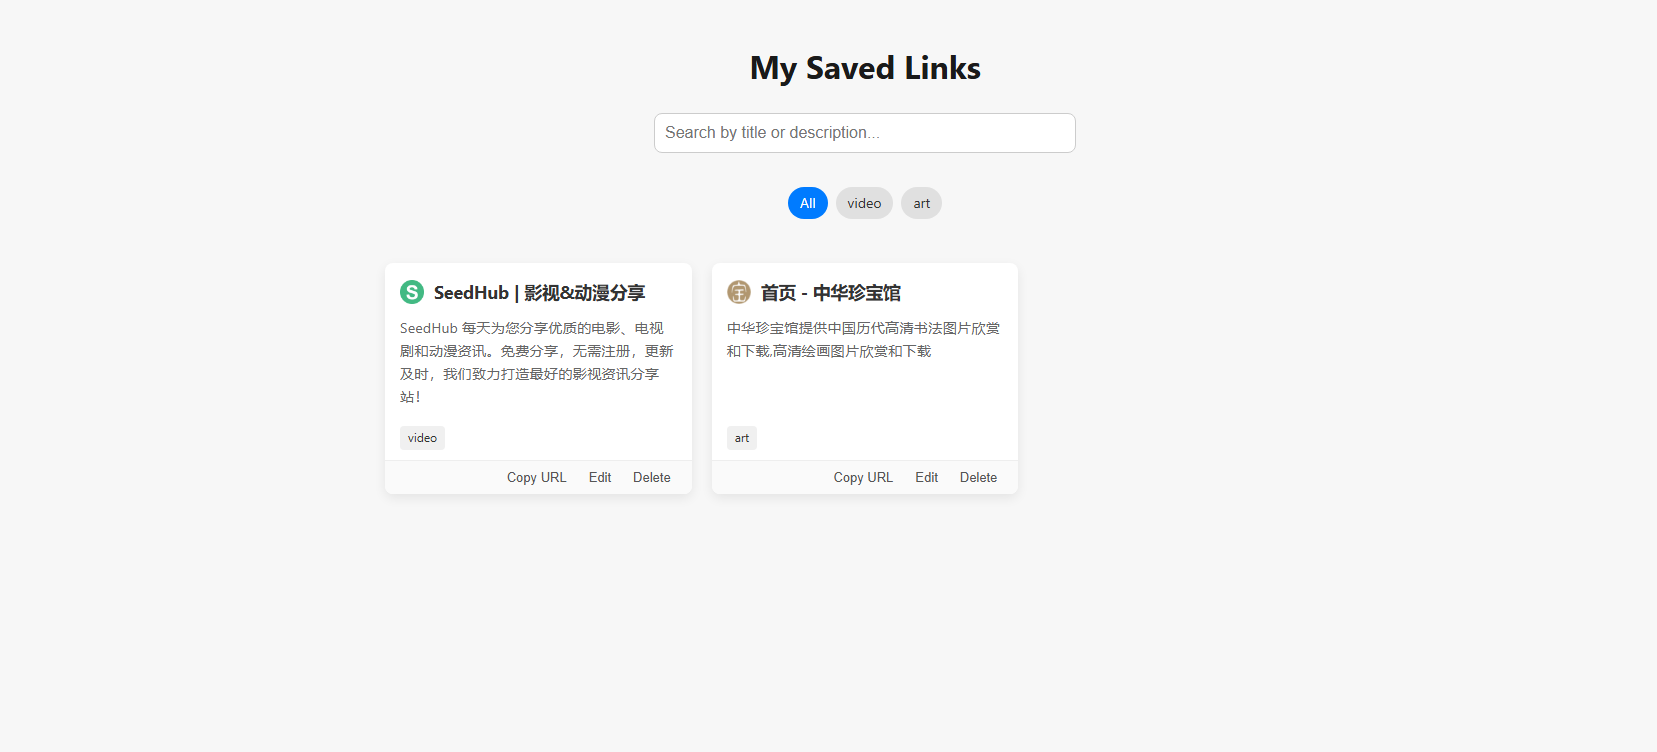 My Saved Links
Search by title or description...
All
video
art
SeedHub | 影视&动漫分享
SeedHub 每天为您分享优质的电影、电视
剧和动漫资讯。免费分享，无需注册，更新
及时，我们致力打造最好的影视资讯分享
站！
video
Copy URL
Edit
Delete
首页 - 中华珍宝馆
中华珍宝馆提供中国历代高清书法图片欣赏
和下载,高清绘画图片欣赏和下载
art
Copy URL
Edit
Delete